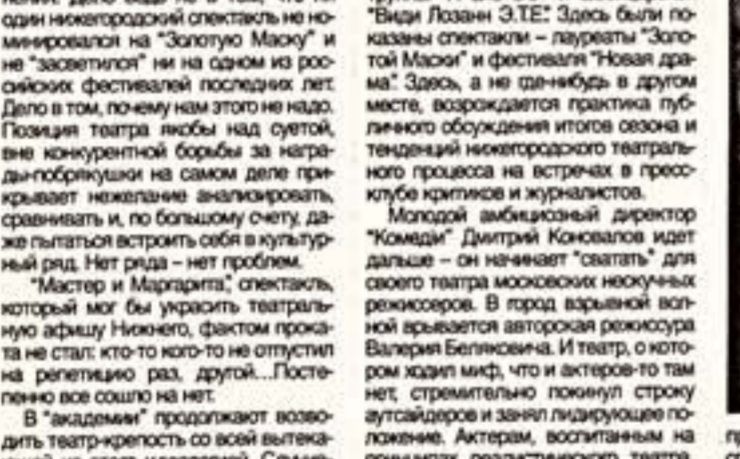 один нижегородский спектакль не но-
минировался на "Золотую Маску" и
не "засветился" ни на одном из рос-
сийских фестивалей последних лет.
Дело в том, почему нам этого не надо.
Позиция театра якобы над суетой,
вне конкурентной борьбы за награ-
ды-побрякушки на самом деле при-
крывает нежелание анализировать,
сравнивать и, по большому счету, да-
же пытаться встроить себя в культур-
ный ряд. Нет ряда – нет проблем.
"Мастер и Маргарита", спектакль,
который мог бы украсить театраль-
ную афишу Нижнего, фактом прока-
та не стал: кто-то кого-то не отпустил
на репетицию раз, другой...Посте-
пенно все сошло на нет.
В "академии" продолжают возво-
дить театр-крепость со всей вытека-
"Види Лозанн Э.Т.Е." Здесь были по-
казаны спектакли – лауреаты "Золо-
той Маски" и фестиваля "Новая дра-
ма". Здесь, а не где-нибудь в другом
месте, возрождается практика пуб-
личного обсуждения итогов сезона и
тенденций нижегородского театраль-
ного процесса на встречах в пресс-
клубе критиков и журналистов.
Молодой амбициозный директор
"Комедiи" Дмитрий Коновалов идет
дальше – он начинает "сватать" для
своего театра московских нескучных
режиссеров. В город взрывной вол-
ной врывается авторская режиссура
Валерия Беляковича. И театр, о кото-
ром ходил миф, что и актеров-то там
нет, стремительно покинул строку
аутсайдеров и занял лидирующее по-
ложение. Актерам, воспитанным на
принципах реалистического театра,